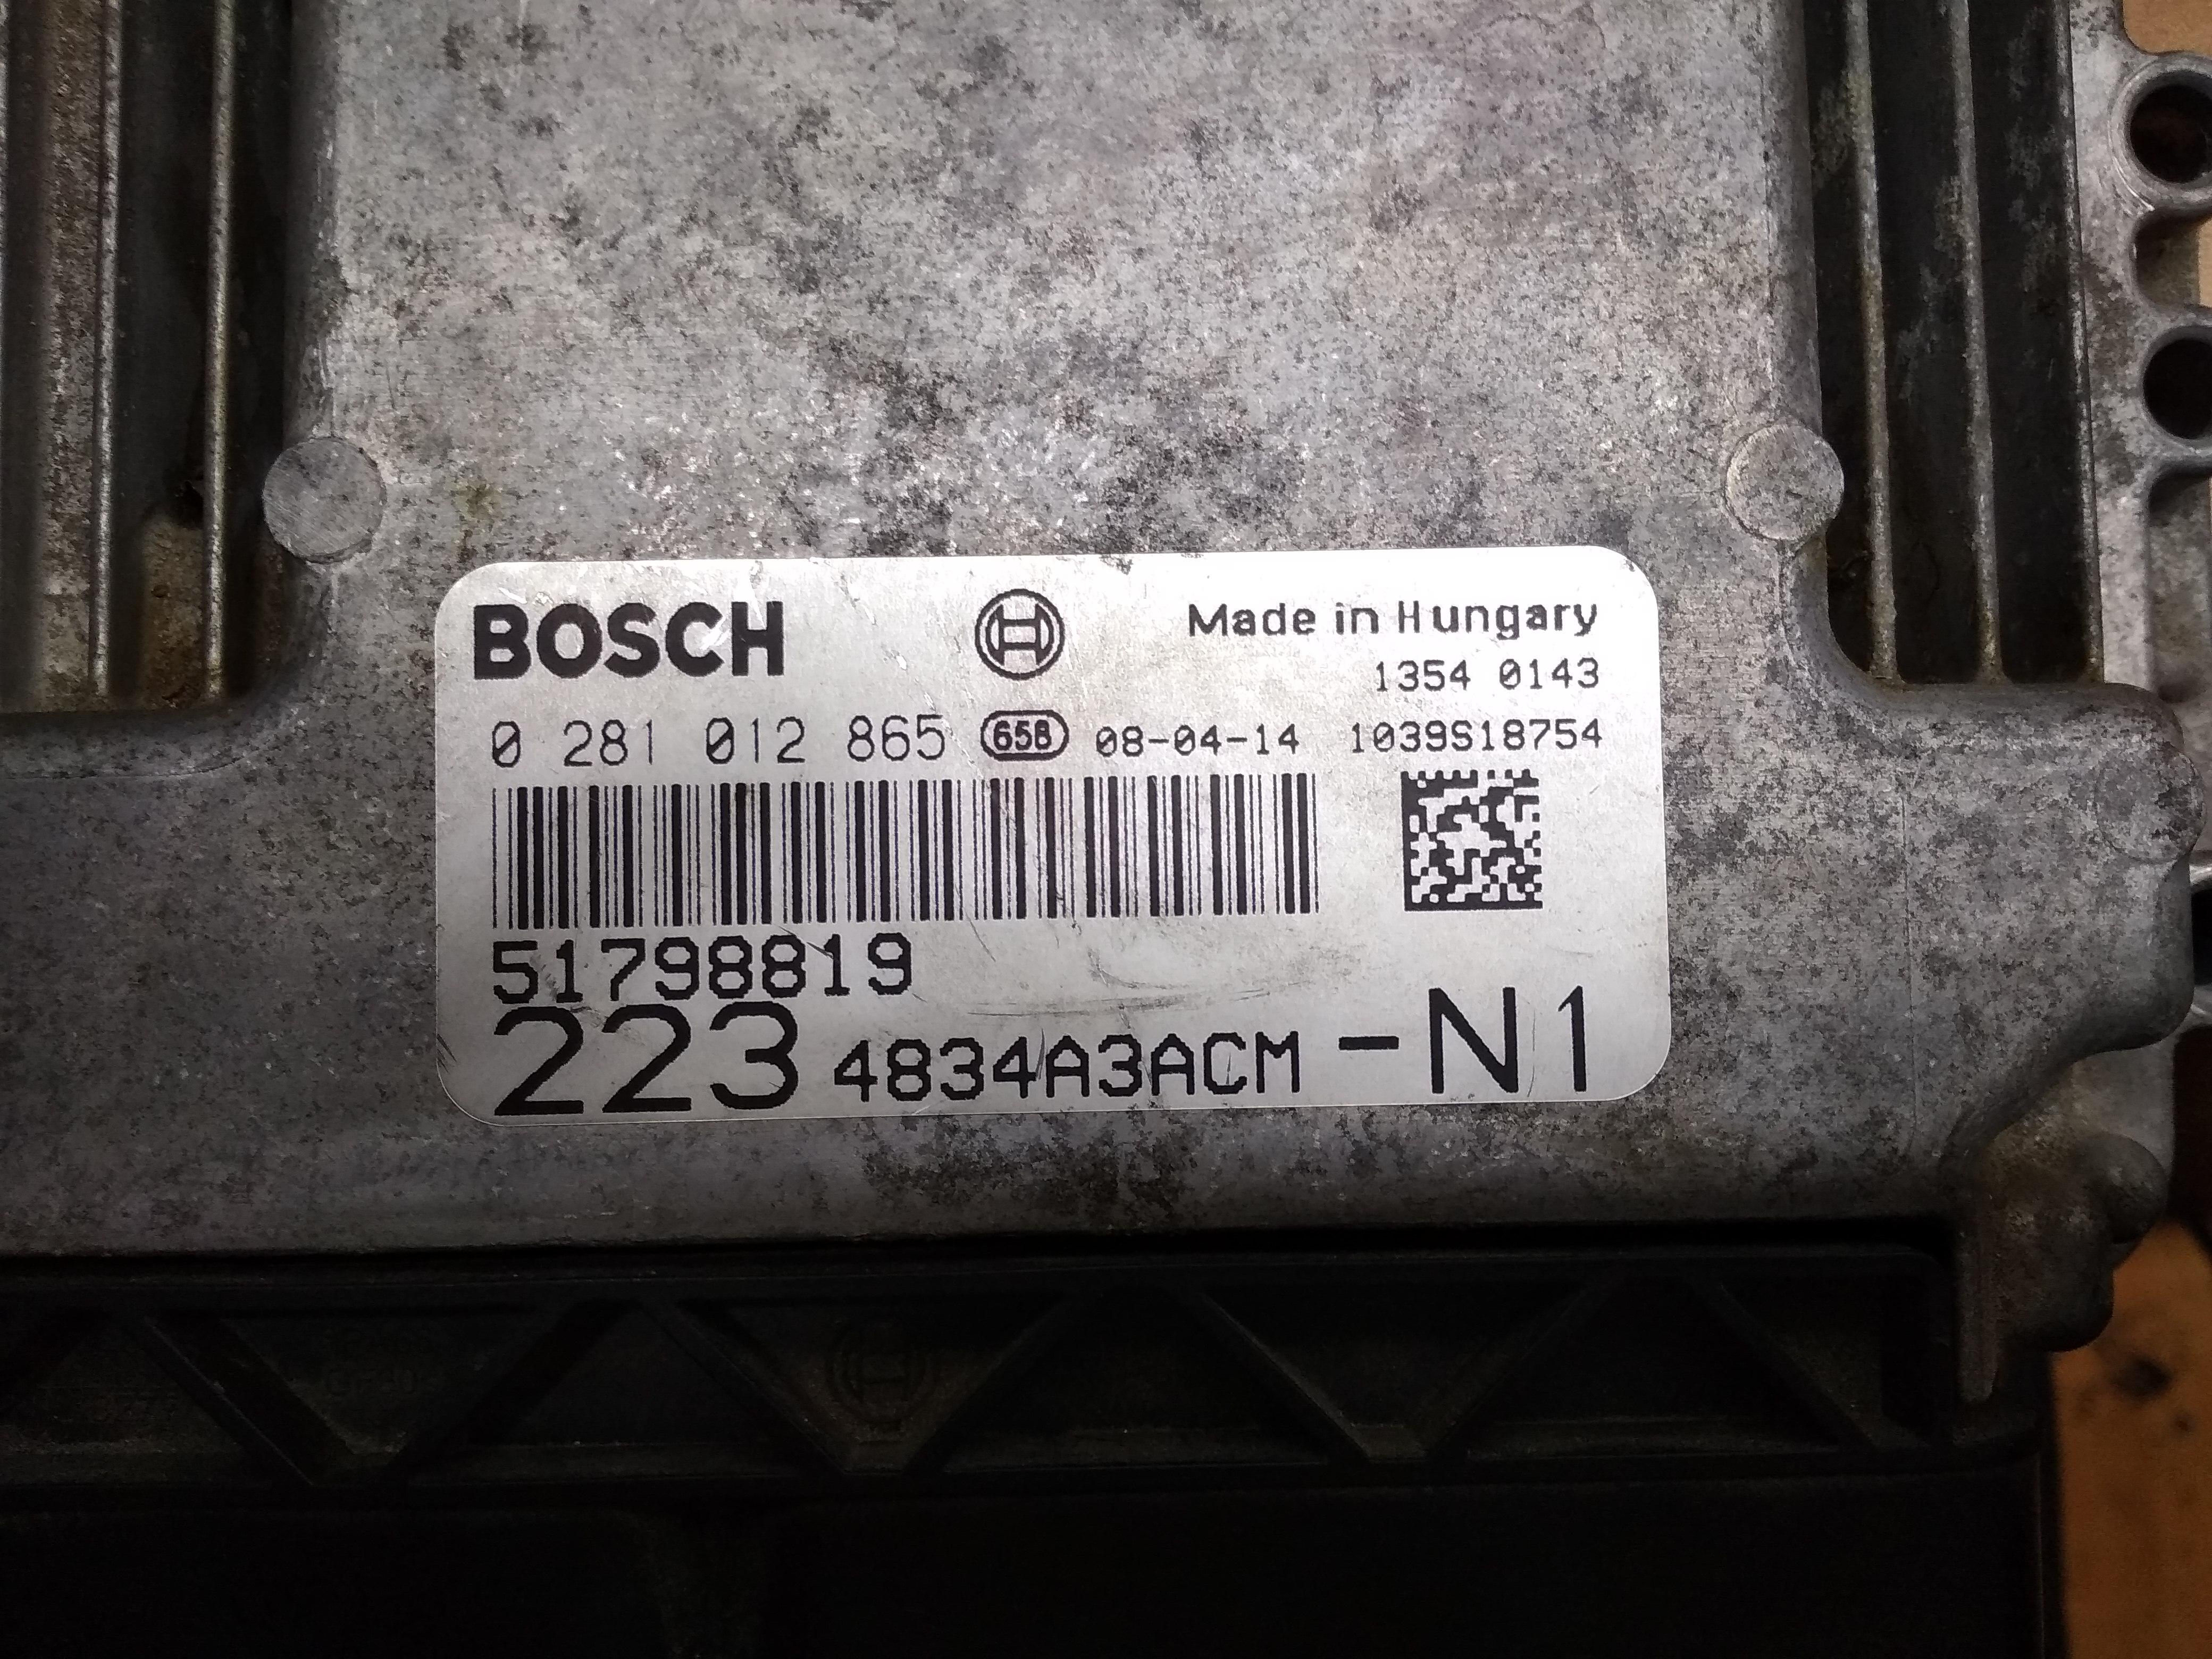 BOSCH
Made in Hungary
1354 0143
0 281 012 865 658 08-04-14 1039S18754
51798819
223 4834A3ACM -N1